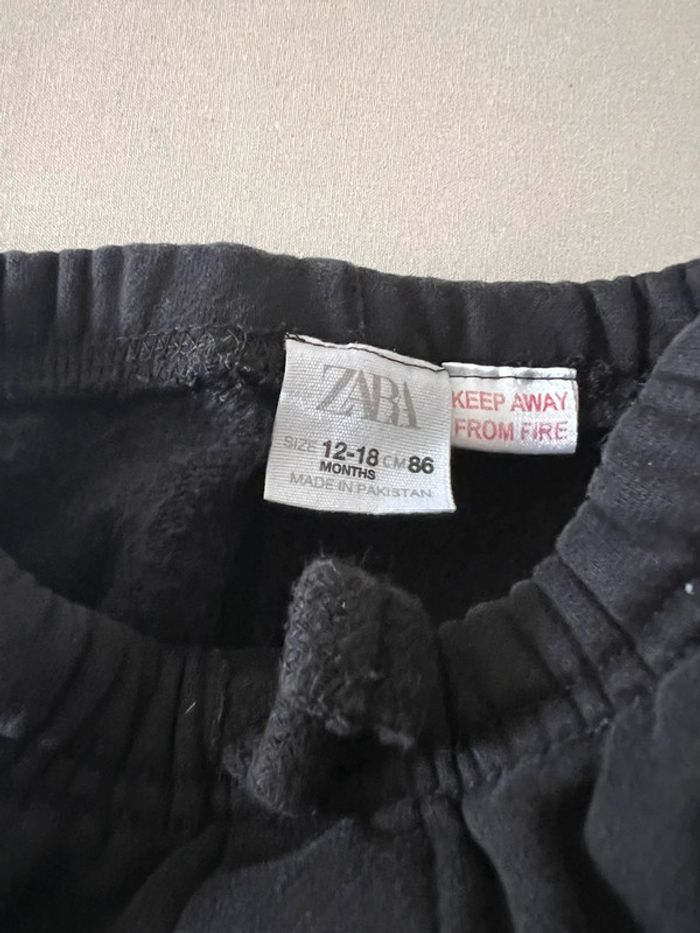 ZARA
SIZE 12-18 CM 86
MONTHS
MADE IN PAKISTAN
KEEP AWAY
FROM FIRE